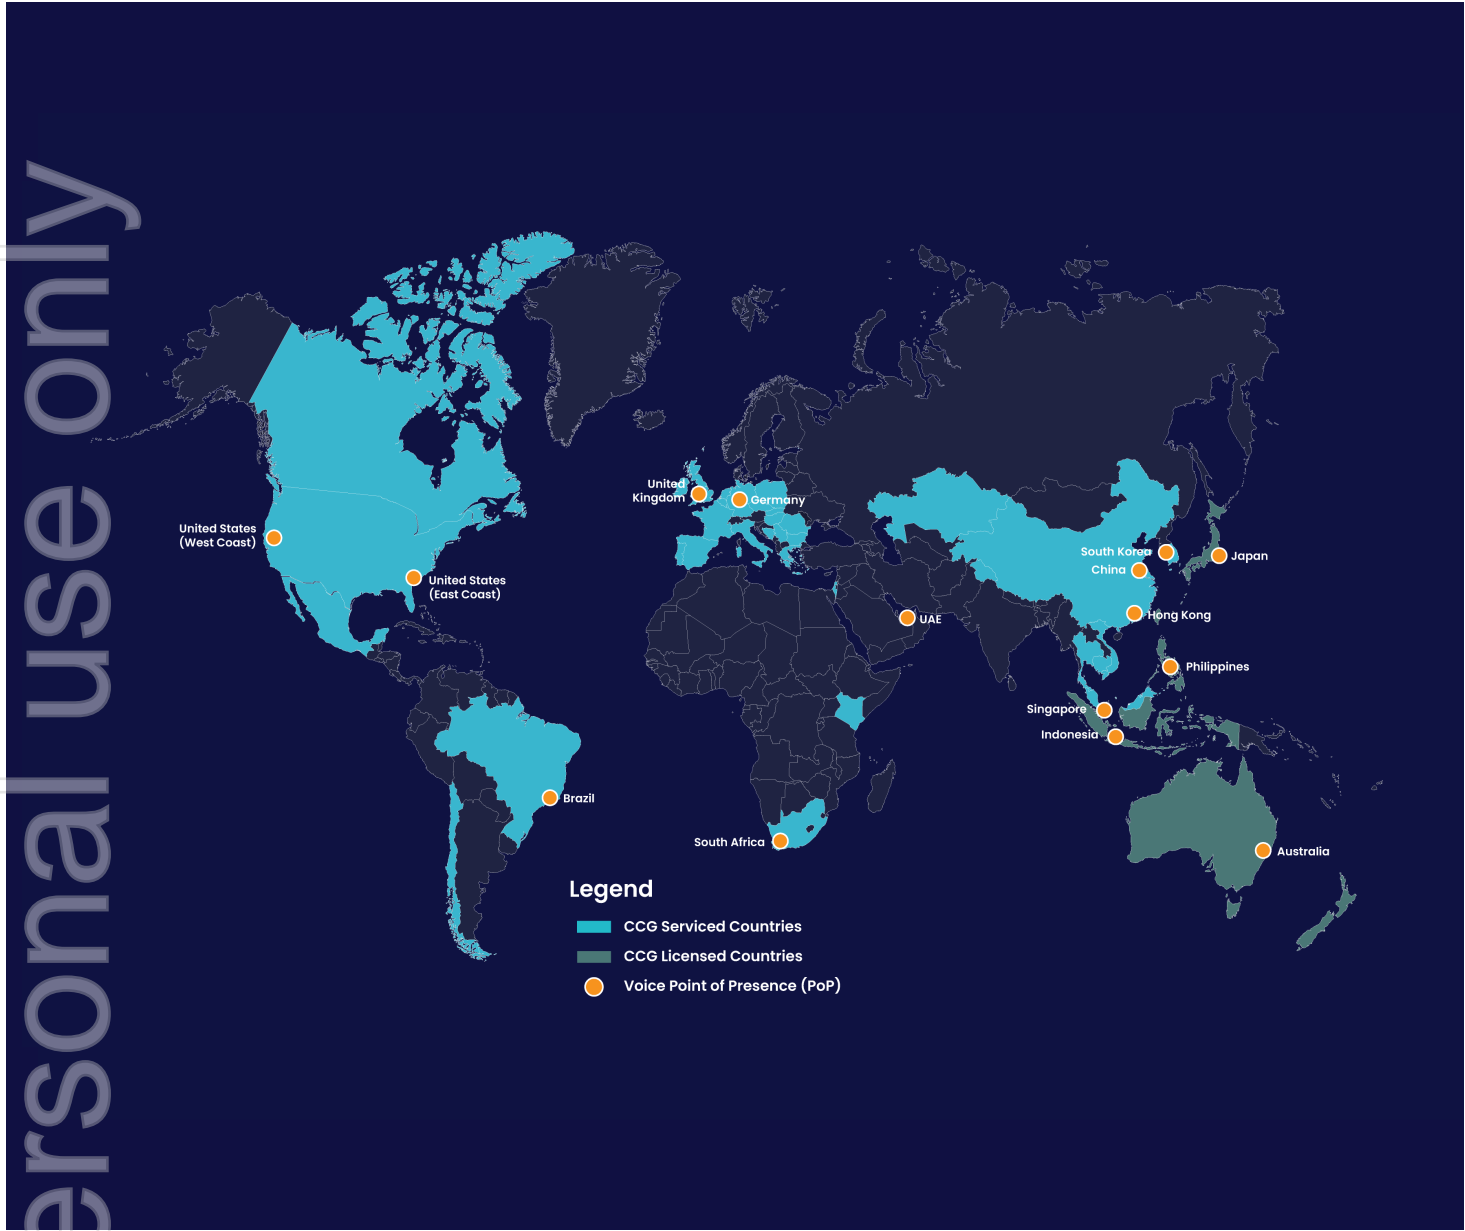 ersonal use only
United
Kingdom
Germany
United States
(West Coast)
United States
(East Coast)
South Korea
Japan
China
Hong Kong
UAE
Philippines
Singapore
Indonesia
Brazil
South Africa
Australia
Legend
CCG Serviced Countries
CCG Licensed Countries
Voice Point of Presence (PoP)